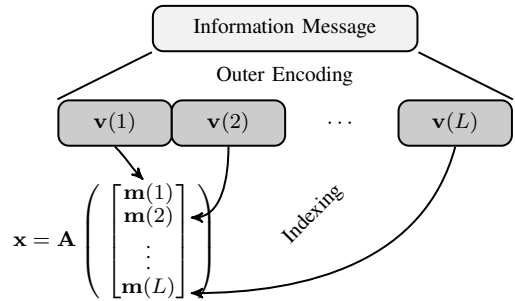 Information Message
Outer Encoding
v(1) v(2) ··· v(L)
m(1)
m(2)
⋮
m(L)
x = A
Indexing